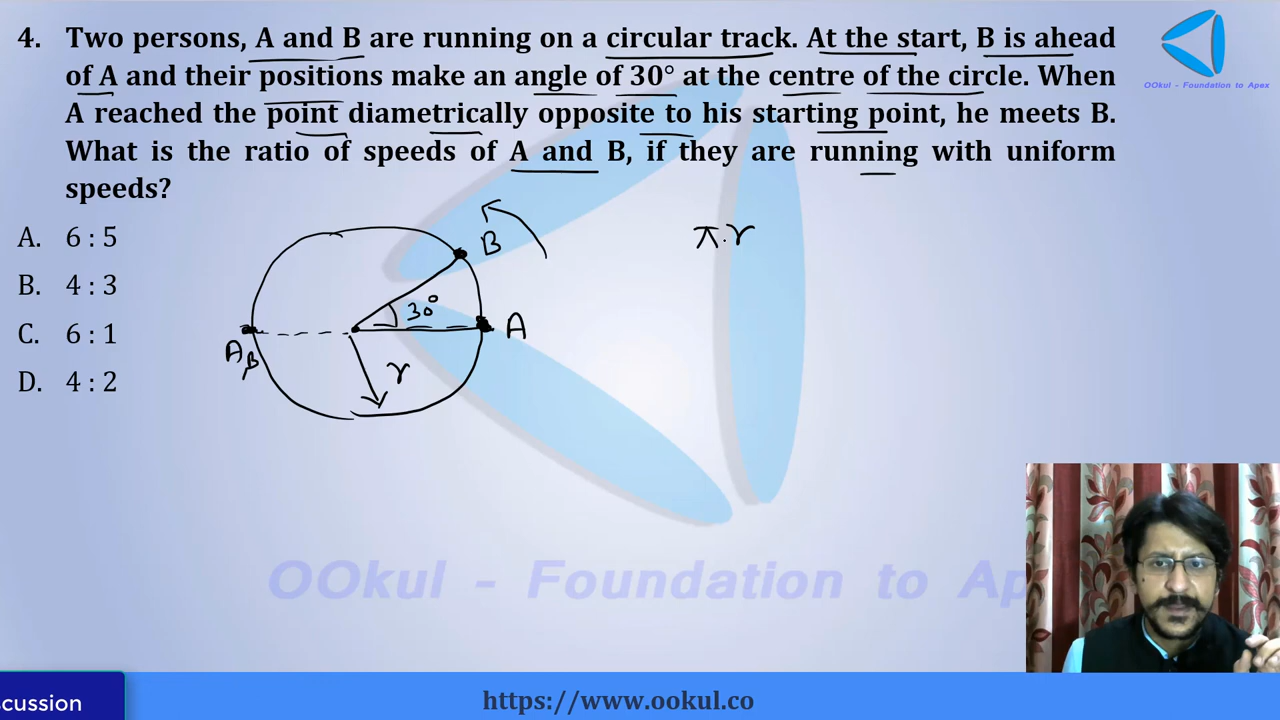 4. Two persons, A and B are running on a circular track. At the start, B is ahead
of A and their positions make an angle of 30° at the centre of the circle. When
A reached the point diametrically opposite to his starting point, he meets B.
What is the ratio of speeds of A and B, if they are running with uniform
speeds?
A. 6 : 5
B. 4 : 3
C. 6 : 1
D. 4 : 2
OOkul - Foundation to Apex
B
π.r
30°
A
A
B
r
OOkul - Foundation to Ap
scussion
https://www.ookul.co